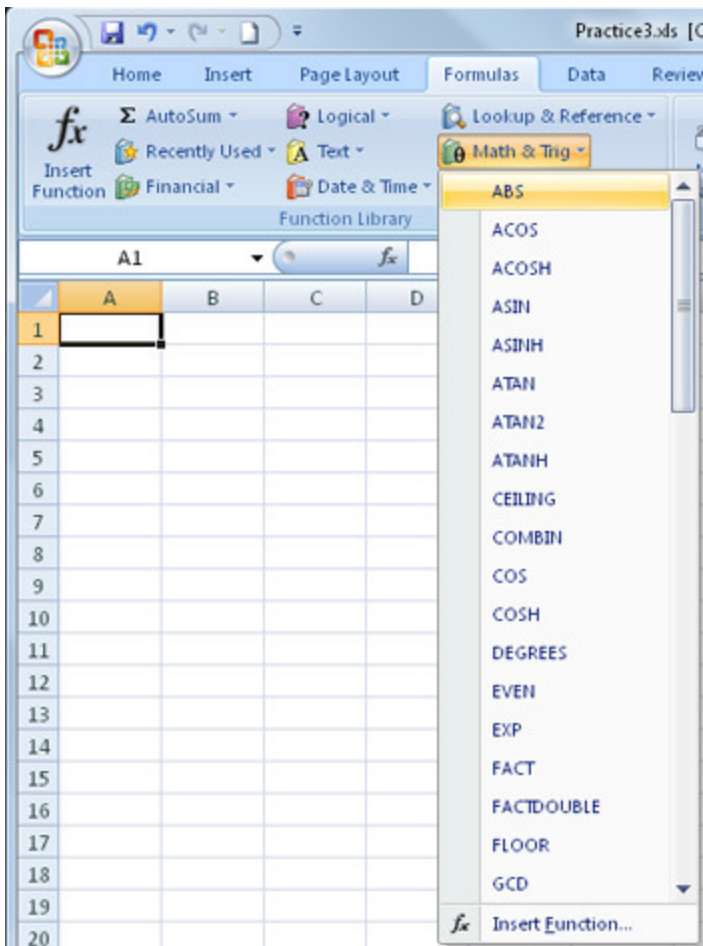 Practice3.xls [C
Home Insert Page Layout Formulas Data Review
fx Insert Function
Σ AutoSum
Recently Used
Financial
Logical
A Text
Date & Time
Lookup & Reference
θ Math & Trig
Function Library
A1 fx
A B C D
1
2
3
4
5
6
7
8
9
10
11
12
13
14
15
16
17
18
19
20
ABS
ACOS
ACOSH
ASIN
ASINH
ATAN
ATAN2
ATANH
CEILING
COMBIN
COS
COSH
DEGREES
EVEN
EXP
FACT
FACTDOUBLE
FLOOR
GCD
fx Insert Function...